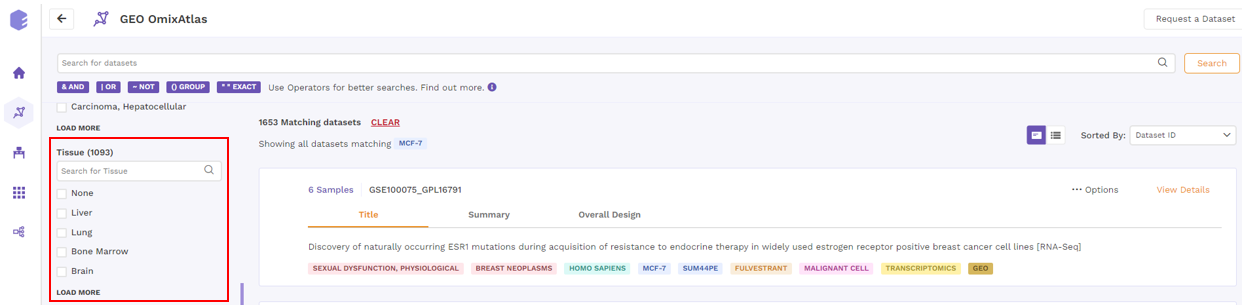 GEO OmixAtlas
Request a Dataset
Search for datasets
Search
& AND | OR ~ NOT () GROUP " " EXACT Use Operators for better searches. Find out more.
Carcinoma, Hepatocellular
LOAD MORE
Tissue (1093)
Search for Tissue
None
Liver
Lung
Bone Marrow
Brain
LOAD MORE
1653 Matching datasets CLEAR
Showing all datasets matching MCF-7
Sorted By: Dataset ID
6 Samples GSE100075_GPL16791
Options
View Details
Title Summary Overall Design
Discovery of naturally occurring ESR1 mutations during acquisition of resistance to endocrine therapy in widely used estrogen receptor positive breast cancer cell lines [RNA-Seq]
SEXUAL DYSFUNCTION, PHYSIOLOGICAL BREAST NEOPLASMS HOMO SAPIENS MCF-7 SUM44PE FULVESTRANT MALIGNANT CELL TRANSCRIPTOMICS GEO